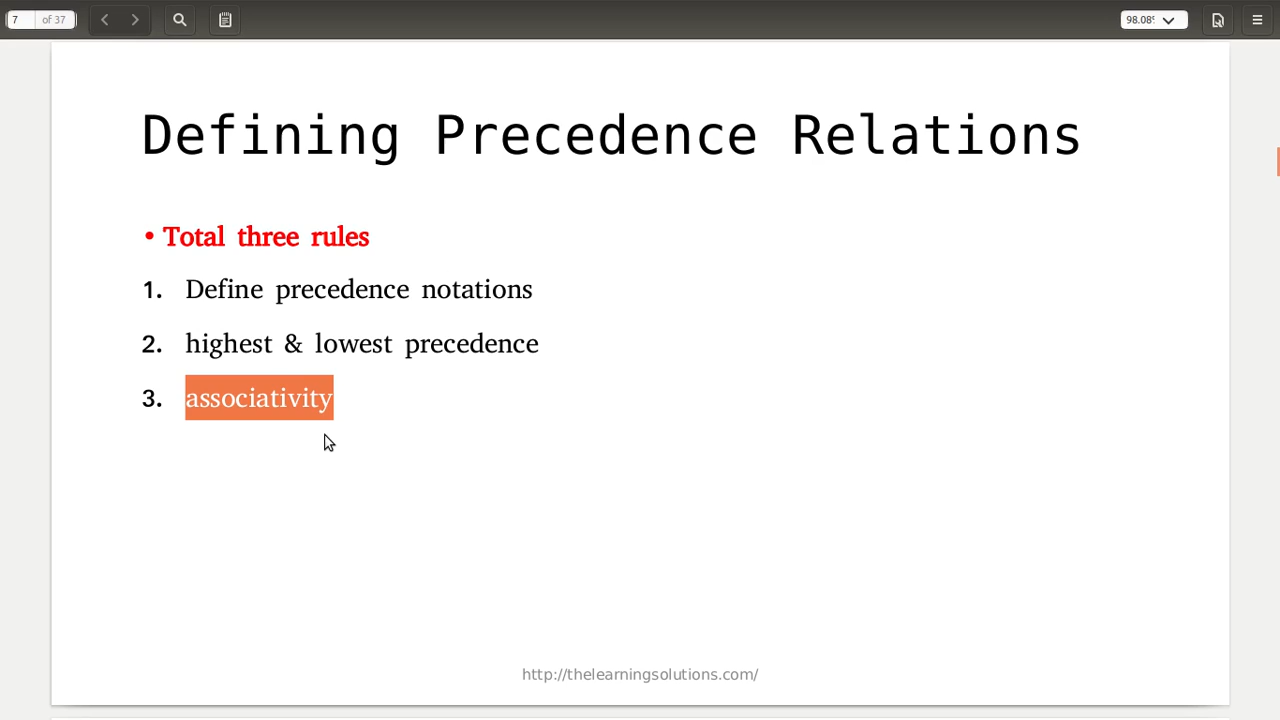 7 of 37
98.08%
Defining Precedence Relations
• Total three rules
1. Define precedence notations
2. highest & lowest precedence
3. associativity
http://thelearningsolutions.com/